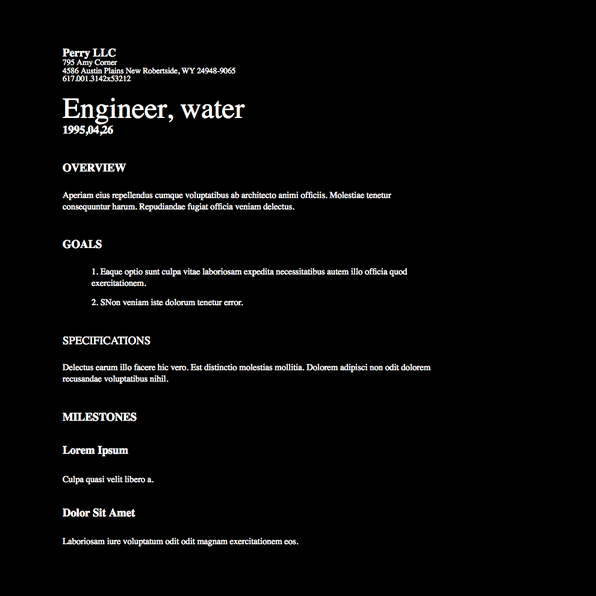 Perry LLC
795 Amy Corner
4586 Austin Plains New Robertside, WY 24948-9065
617.001.3142x53212
Engineer, water
1995,04,26
OVERVIEW
Aperiam eius repellendus cumque voluptatibus ab architecto animi officiis. Molestiae tenetur
consequuntur harum. Repudiandae fugiat officia veniam delectus.
GOALS
1. Eaque optio sunt culpa vitae laboriosam expedita necessitatibus autem illo officia quod
exercitationem.
2. SNon veniam iste dolorum tenetur error.
SPECIFICATIONS
Delectus earum illo facere hic vero. Est distinctio molestias mollitia. Dolorem adipisci non odit dolorem
recusandae voluptatibus nihil.
MILESTONES
Lorem Ipsum
Culpa quasi velit libero a.
Dolor Sit Amet
Laboriosam iure voluptatum odit odit magnam exercitationem eos.